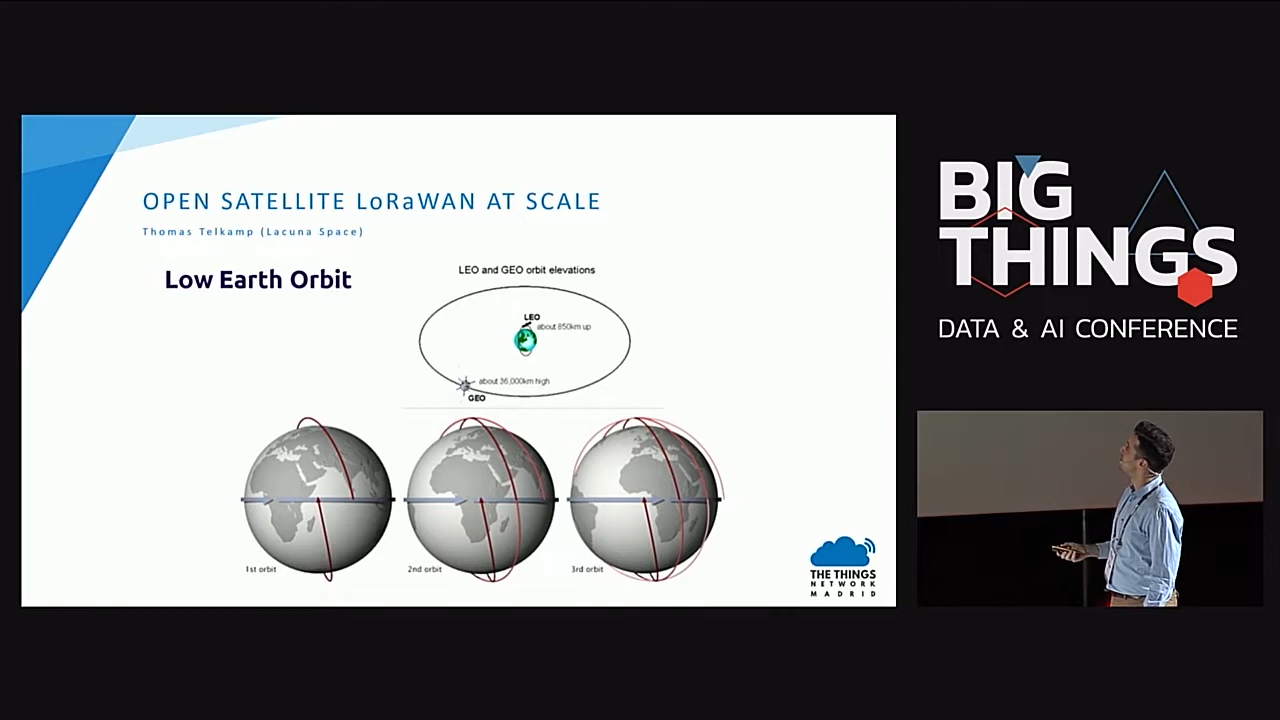 OPEN SATELLITE LoRaWAN AT SCALE
Thomas Telkamp (Lacuna Space)
Low Earth Orbit
LEO and GEO orbit elevations
LEO
about 850km up
about 36,000km high
GEO
1st orbit
2nd orbit
3rd orbit
THE THINGS
NETWORK
MADRID
BIG
THINGS
DATA & AI CONFERENCE